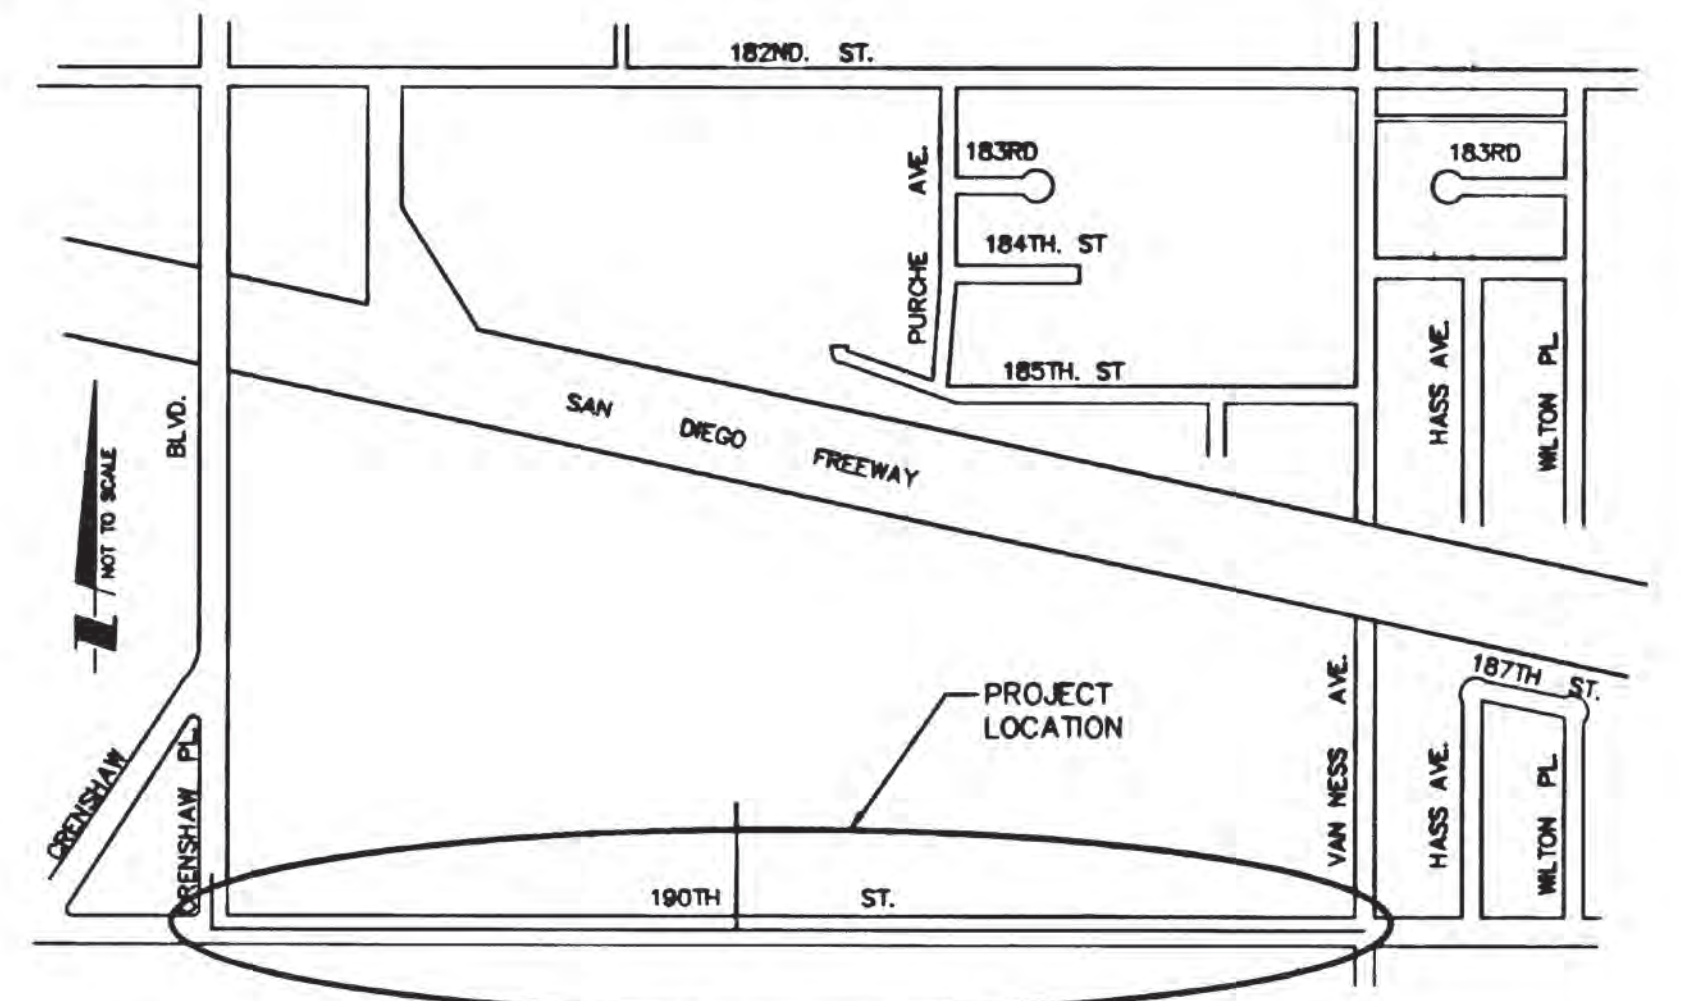 182ND. ST.
183RD
183RD
PURCHE AVE.
184TH. ST
185TH. ST
HASS AVE.
WILTON PL.
BLVD.
SAN DIEGO FREEWAY
NOT TO SCALE
N
187TH ST.
PROJECT
LOCATION
CRENSHAW
CRENSHAW PL.
VAN NESS AVE.
HASS AVE.
WILTON PL.
190TH ST.